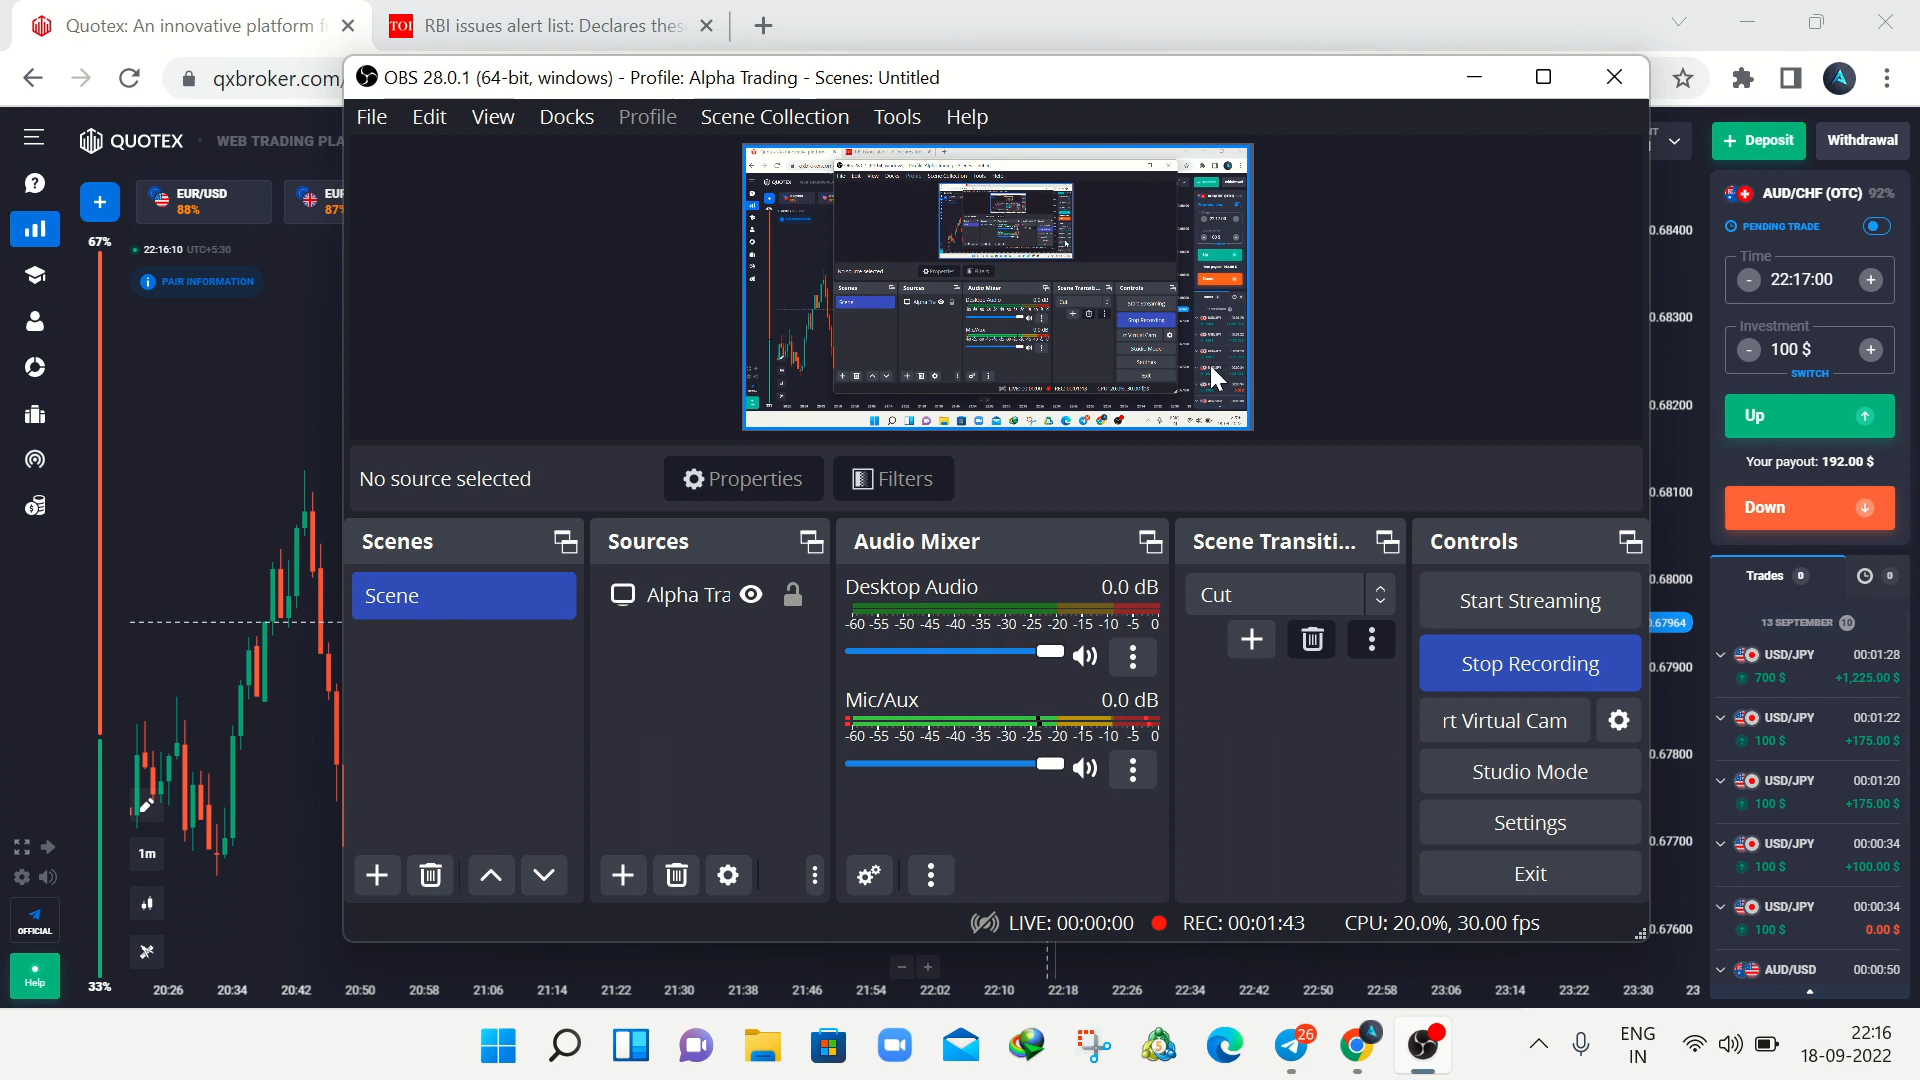 Quotex: An innovative platform f
TOI RBI issues alert list: Declares thes
qxbroker.com/
OBS 28.0.1 (64-bit, windows) - Profile: Alpha Trading - Scenes: Untitled
File Edit View Docks Profile Scene Collection Tools Help
QUOTEX WEB TRADING PLA
+ Deposit Withdrawal
EUR/USD
88%
EUR
87%
67%
22:16:10 UTC+5:30
PAIR INFORMATION
AUD/CHF (OTC) 92%
PENDING TRADE
Time
22:17:00
Investment
100 $
SWITCH
Up
Your payout: 192.00 $
Down
0.68400
0.68300
0.68200
0.68100
0.68000
0.67964
0.67900
0.67800
0.67700
0.67600
No source selected Properties Filters
Scenes
Scene
Sources
Alpha Tra
Audio Mixer
Desktop Audio 0.0 dB
-60 -55 -50 -45 -40 -35 -30 -25 -20 -15 -10 -5 0
Mic/Aux 0.0 dB
-60 -55 -50 -45 -40 -35 -30 -25 -20 -15 -10 -5 0
Scene Transiti...
Cut
Controls
Start Streaming
Stop Recording
rt Virtual Cam
Studio Mode
Settings
Exit
LIVE: 00:00:00 REC: 00:01:43 CPU: 20.0%, 30.00 fps
Trades 0 0
13 SEPTEMBER 10
USD/JPY 00:01:28
700 $ +1,225.00 $
USD/JPY 00:01:22
100 $ +175.00 $
USD/JPY 00:01:20
100 $ +175.00 $
USD/JPY 00:00:34
100 $ +100.00 $
USD/JPY 00:00:34
100 $ 0.00 $
AUD/USD 00:00:50
1m
OFFICIAL
Help
33%
20:26 20:34 20:42 20:50 20:58 21:06 21:14 21:22 21:30 21:38 21:46 21:54 22:02 22:10 22:18 22:26 22:34 22:42 22:50 22:58 23:06 23:14 23:22 23:30 23
26
ENG
IN
22:16
18-09-2022